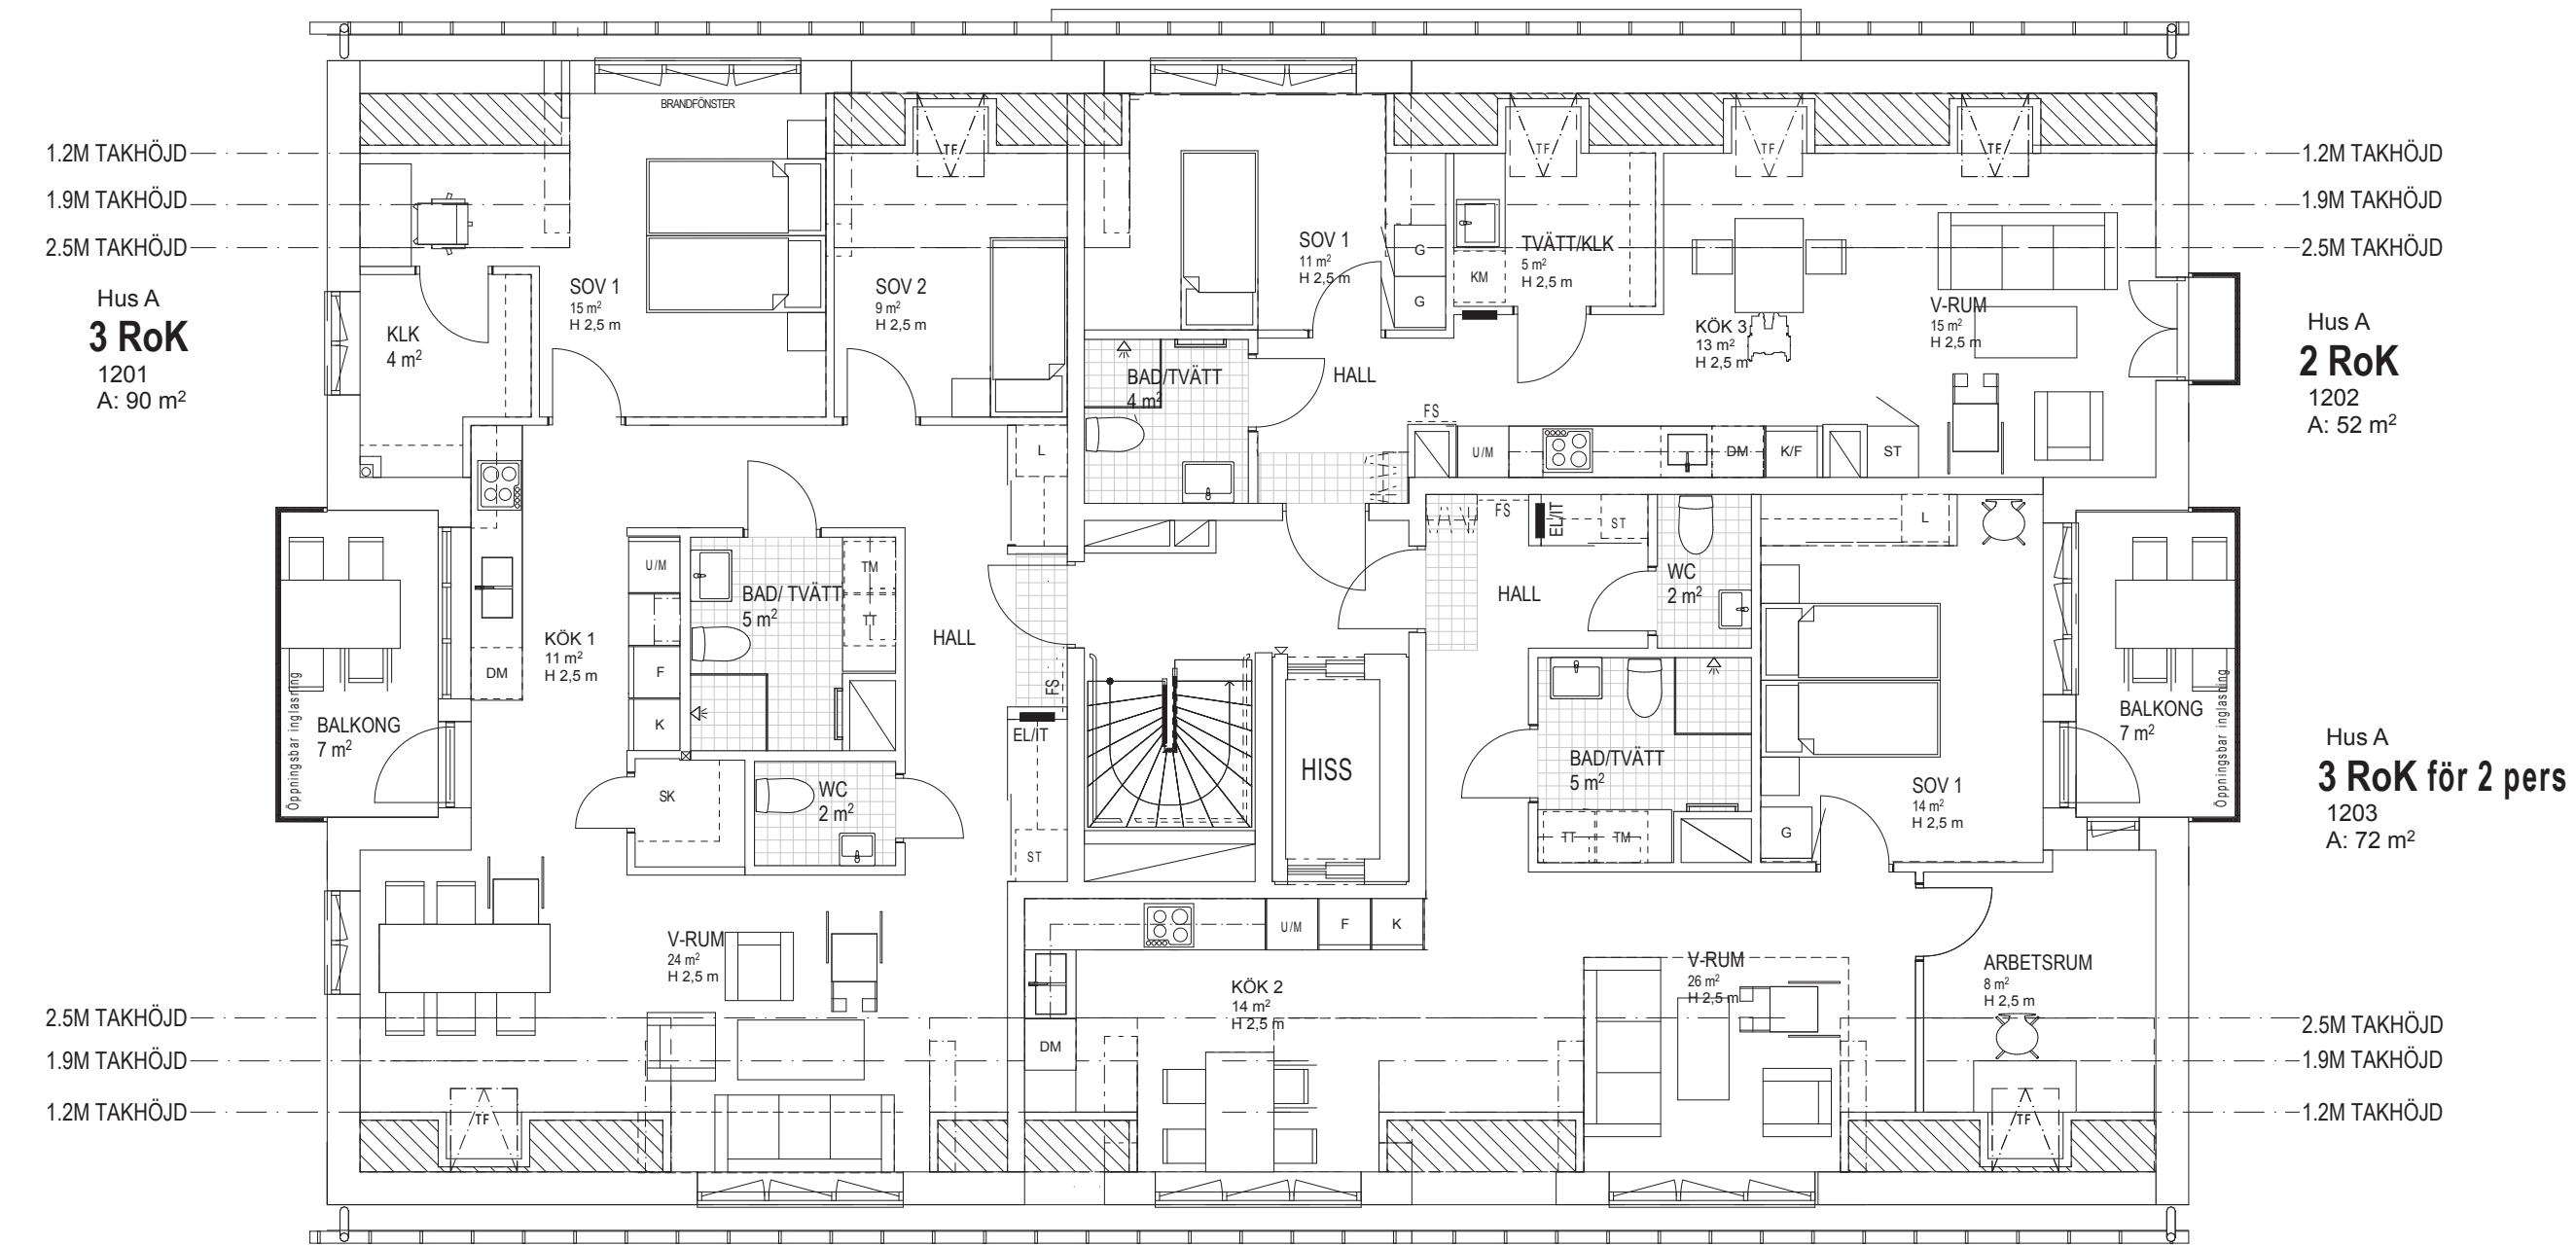 BRANDFÖNSTER
1.2M TAKHÖJD
1.9M TAKHÖJD
2.5M TAKHÖJD
Hus A
3 RoK
1201
A: 90 m²
KLK
4 m²
SOV 1
15 m²
H 2,5 m
TF
SOV 2
9 m²
H 2,5 m
L
SOV 1
11 m²
H 2,5 m
G
G
TF
KM
TVÄTT/KLK
5 m²
H 2,5 m
TF
TF
KÖK 3
13 m²
H 2,5 m
V-RUM
15 m²
H 2,5 m
1.2M TAKHÖJD
1.9M TAKHÖJD
2.5M TAKHÖJD
Hus A
2 RoK
1202
A: 52 m²
BAD/TVÄTT
4 m²
HALL
FS
U/M
DM
K/F
ST
Öppningsbar inglasning
BALKONG
7 m²
DM
KÖK 1
11 m²
H 2,5 m
U/M
F
K
BAD/ TVÄTT
5 m²
TM
TT
HALL
FS
EL/IT
SK
WC
2 m²
ST
HISS
FS
EL/IT
ST
HALL
WC
2 m²
L
BAD/TVÄTT
5 m²
TT
TM
G
SOV 1
14 m²
H 2,5 m
BALKONG
7 m²
Öppningsbar inglasning
Hus A
3 RoK för 2 pers
1203
A: 72 m²
V-RUM
24 m²
H 2,5 m
U/M
F
K
DM
KÖK 2
14 m²
H 2,5 m
V-RUM
26 m²
H 2,5 m
ARBETSRUM
8 m²
H 2,5 m
2.5M TAKHÖJD
1.9M TAKHÖJD
1.2M TAKHÖJD
TF
TF
2.5M TAKHÖJD
1.9M TAKHÖJD
1.2M TAKHÖJD